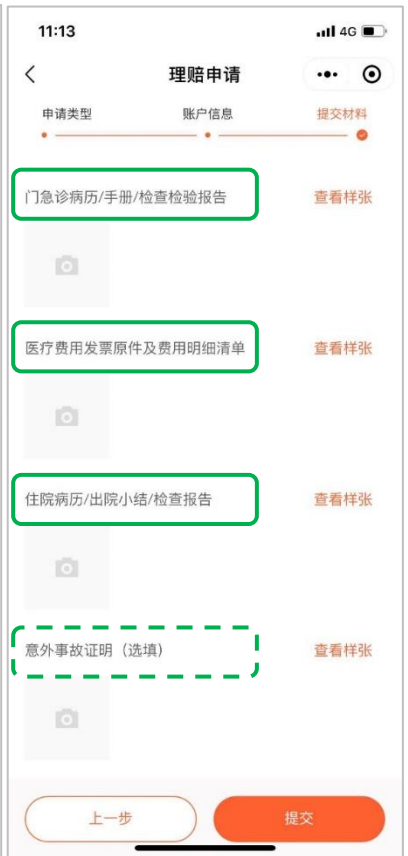 11:13
4G
理赔申请
申请类型 账户信息 提交材料
门急诊病历/手册/检查检验报告 查看样张
医疗费用发票原件及费用明细清单 查看样张
住院病历/出院小结/检查报告 查看样张
意外事故证明（选填） 查看样张
上一步 提交